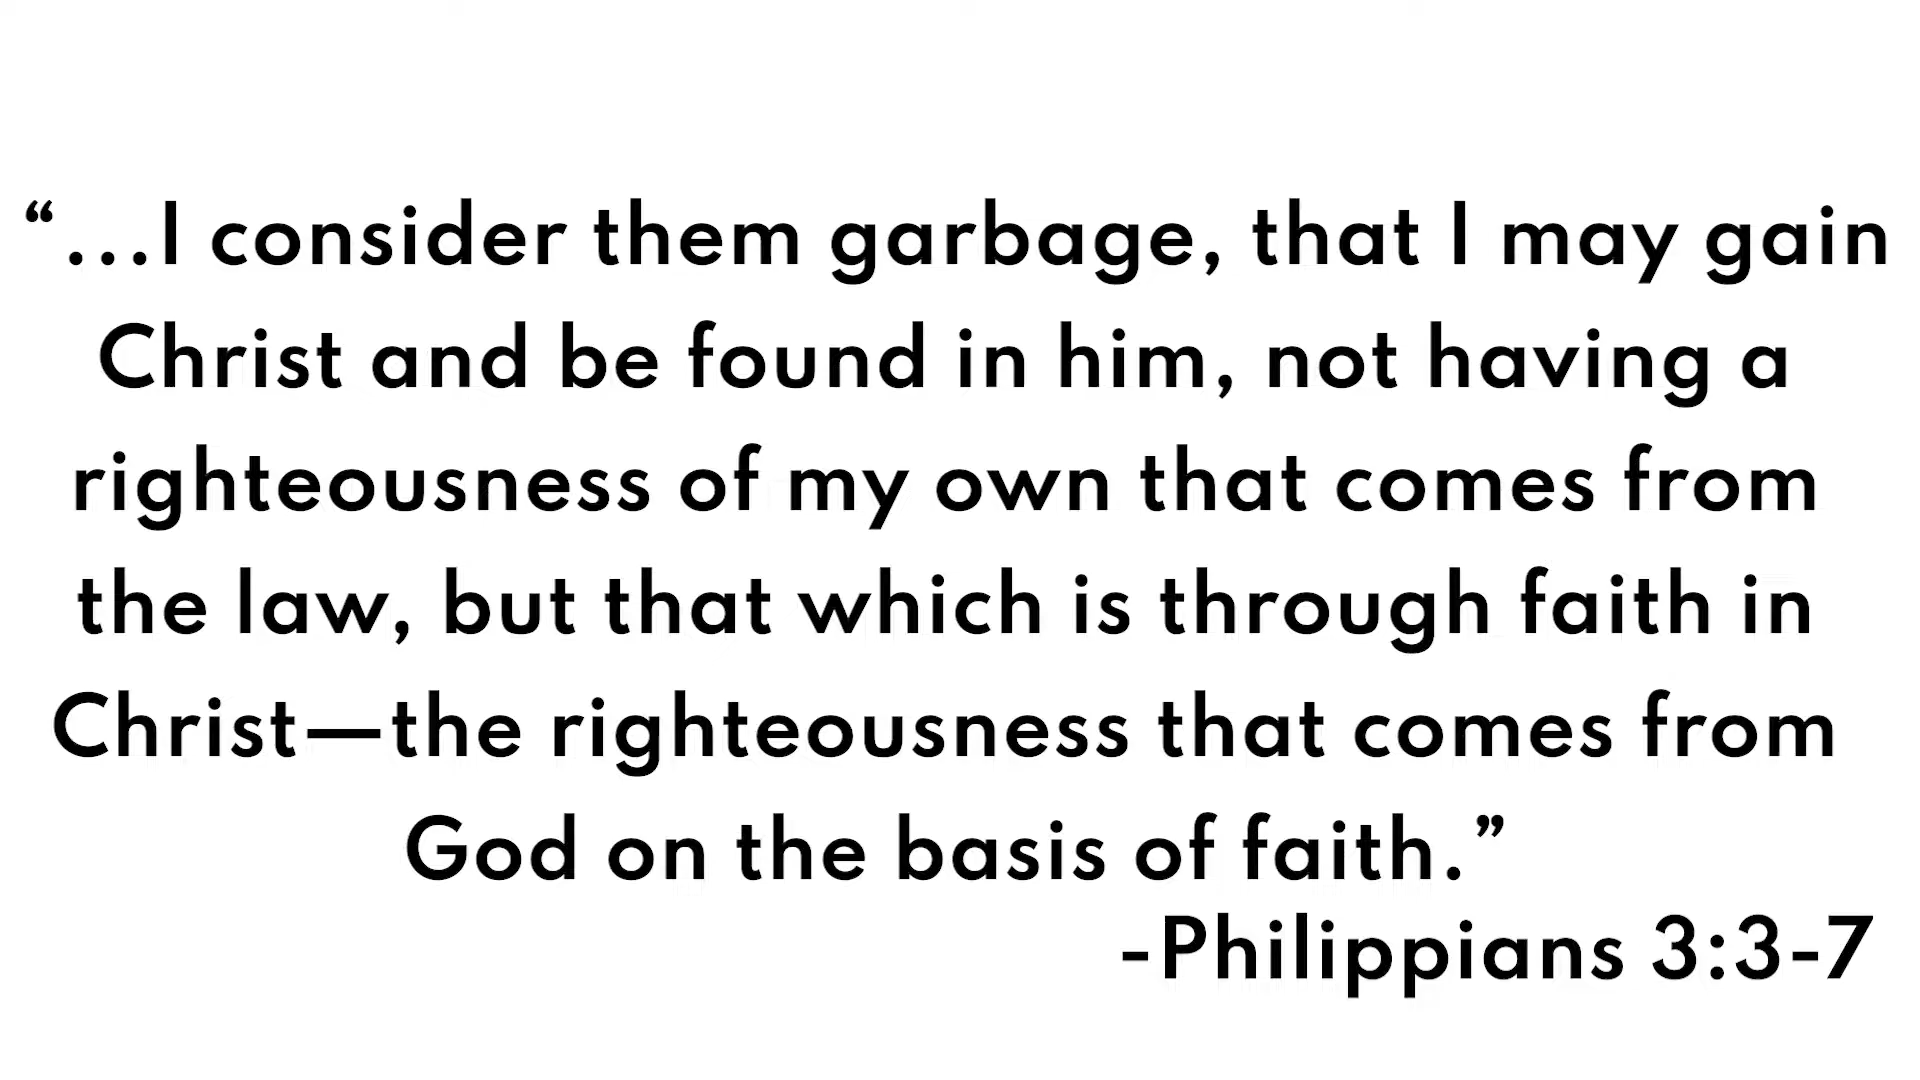 “...I consider them garbage, that I may gain
Christ and be found in him, not having a
righteousness of my own that comes from
the law, but that which is through faith in
Christ—the righteousness that comes from
God on the basis of faith.”
-Philippians 3:3-7